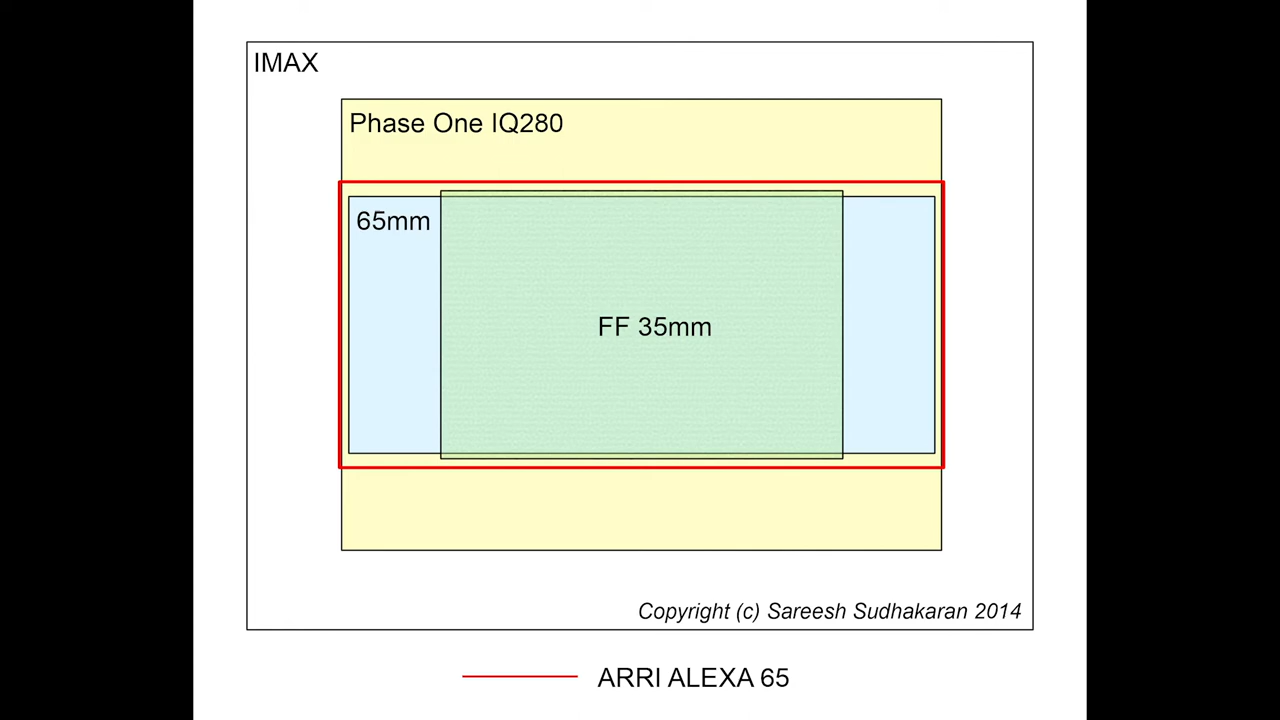 IMAX
Phase One IQ280
65mm
FF 35mm
Copyright (c) Sareesh Sudhakaran 2014
ARRI ALEXA 65